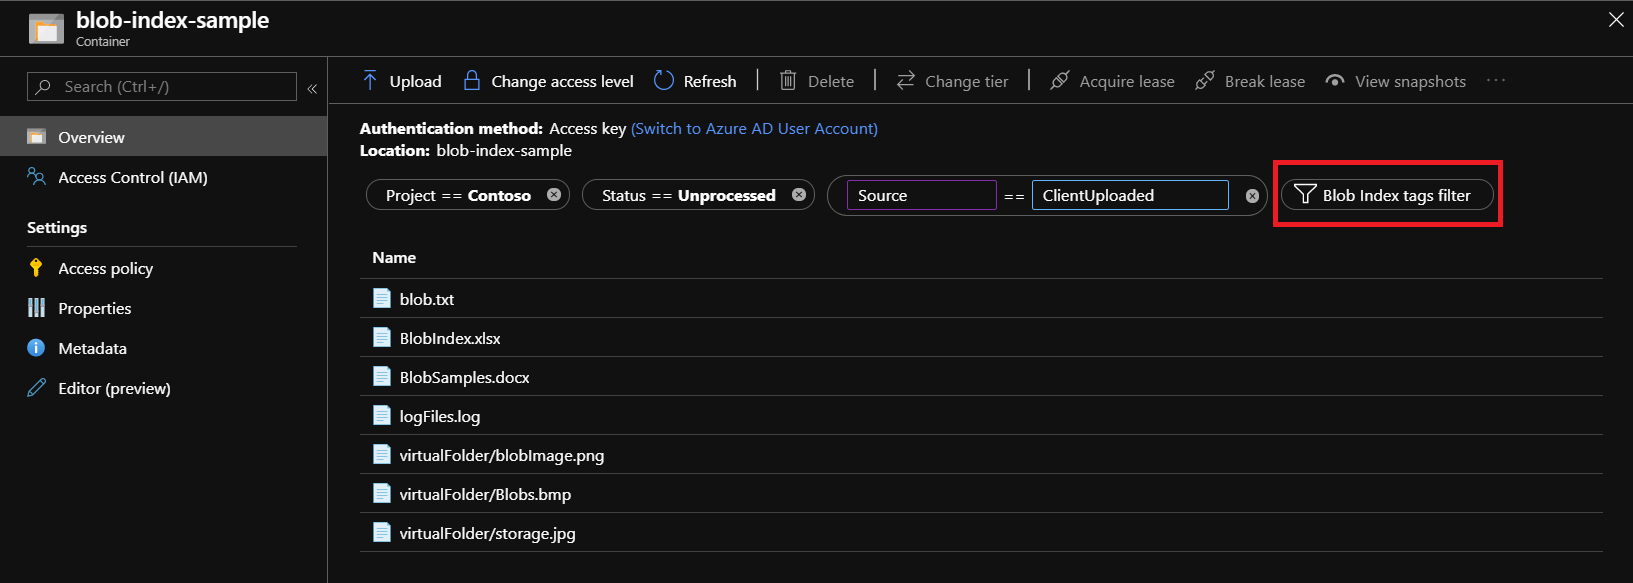 blob-index-sample
Container
Search (Ctrl+/)
«
Overview
Access Control (IAM)
Settings
Access policy
Properties
Metadata
Editor (preview)
Upload Change access level Refresh | Delete | Change tier | Acquire lease Break lease View snapshots ···
Authentication method: Access key (Switch to Azure AD User Account)
Location: blob-index-sample
Project == Contoso Status == Unprocessed Source == ClientUploaded Blob Index tags filter
Name
blob.txt
BlobIndex.xlsx
BlobSamples.docx
logFiles.log
virtualFolder/blobImage.png
virtualFolder/Blobs.bmp
virtualFolder/storage.jpg